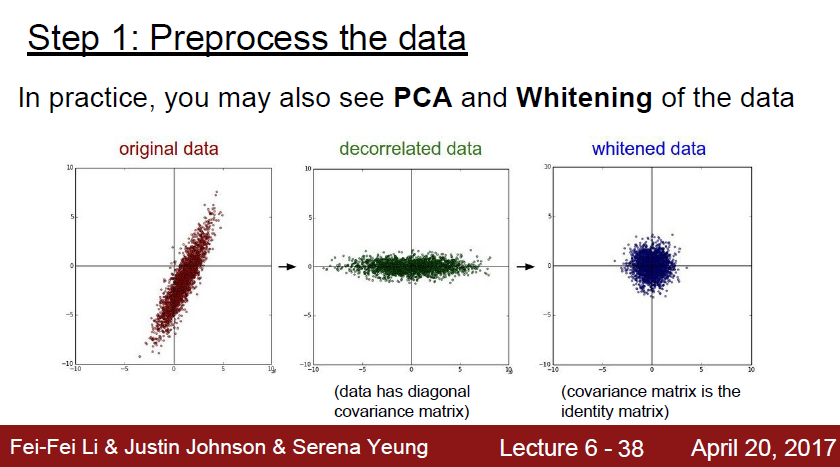 Step 1: Preprocess the data
In practice, you may also see PCA and Whitening of the data
original data
decorrelated data
whitened data
10
5
0
−5
−10
−10
−5
0
5
10
10
5
0
−5
−10
−10
−5
0
5
10
5
0
−5
−10
−10
−5
0
5
10
(data has diagonal
covariance matrix)
(covariance matrix is the
identity matrix)
Fei-Fei Li & Justin Johnson & Serena Yeung
Lecture 6 - 38
April 20, 2017